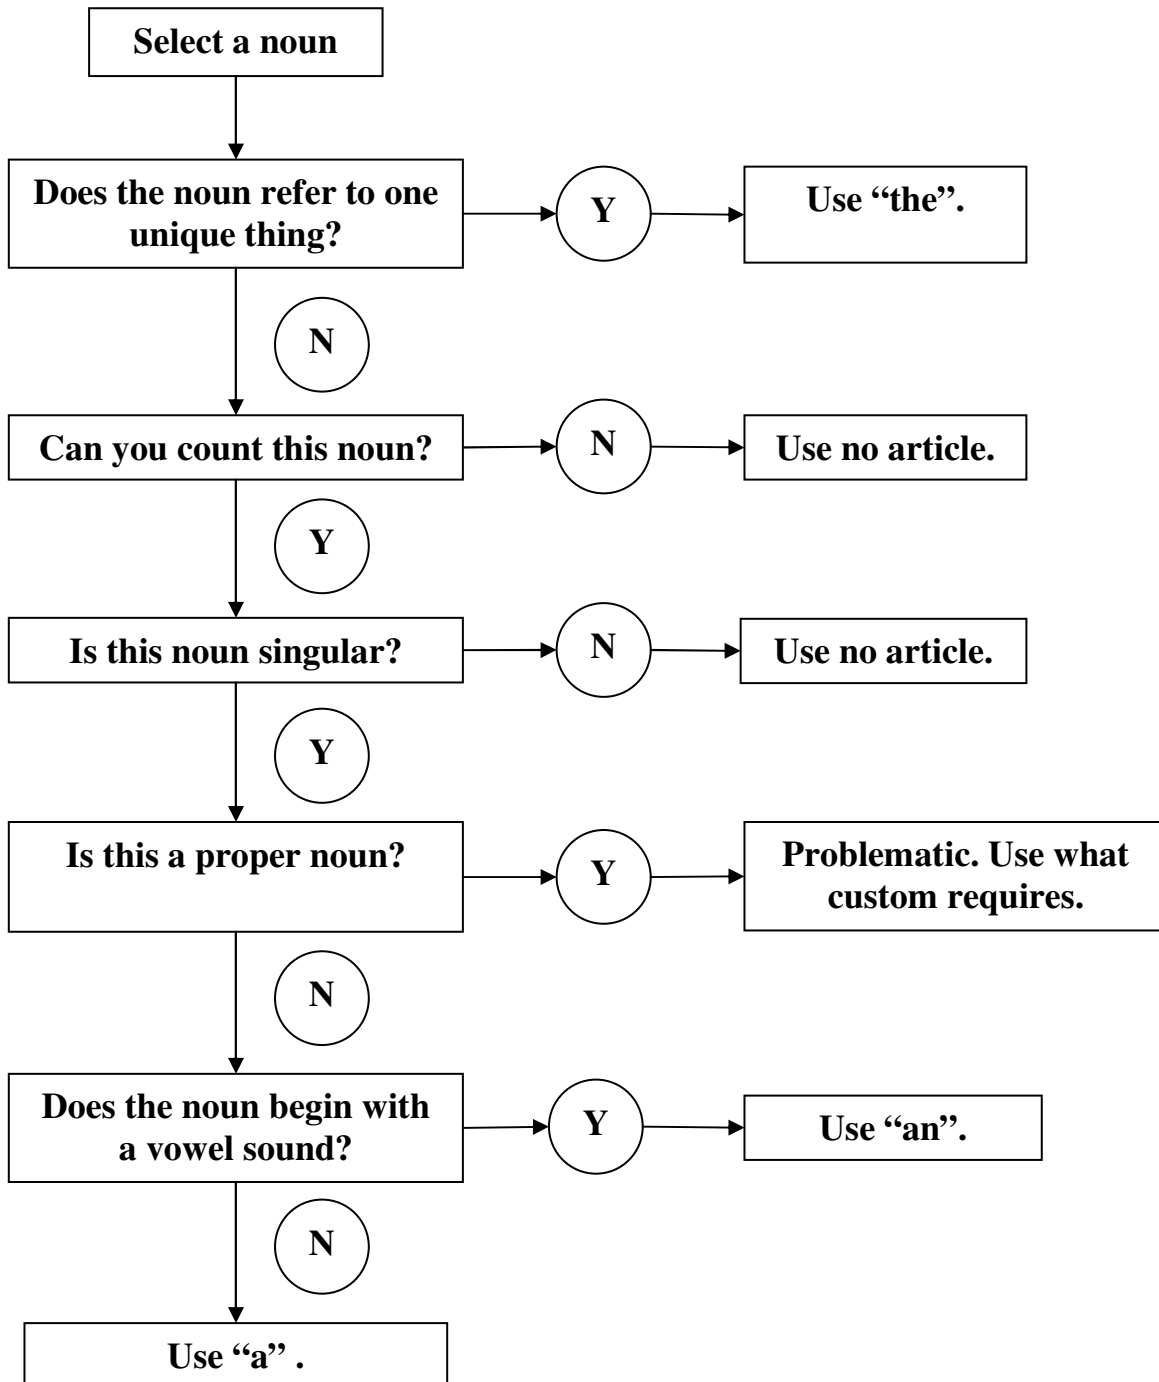 Select a noun
Does the noun refer to one
unique thing?
Y
Use “the”.
N
Can you count this noun?
N
Use no article.
Y
Is this noun singular?
N
Use no article.
Y
Is this a proper noun?
Y
Problematic. Use what
custom requires.
N
Does the noun begin with
a vowel sound?
Y
Use “an”.
N
Use “a” .